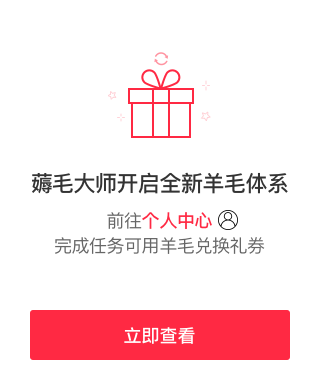 薅毛大师开启全新羊毛体系
前往个人中心
完成任务可用羊毛兑换礼券
立即查看